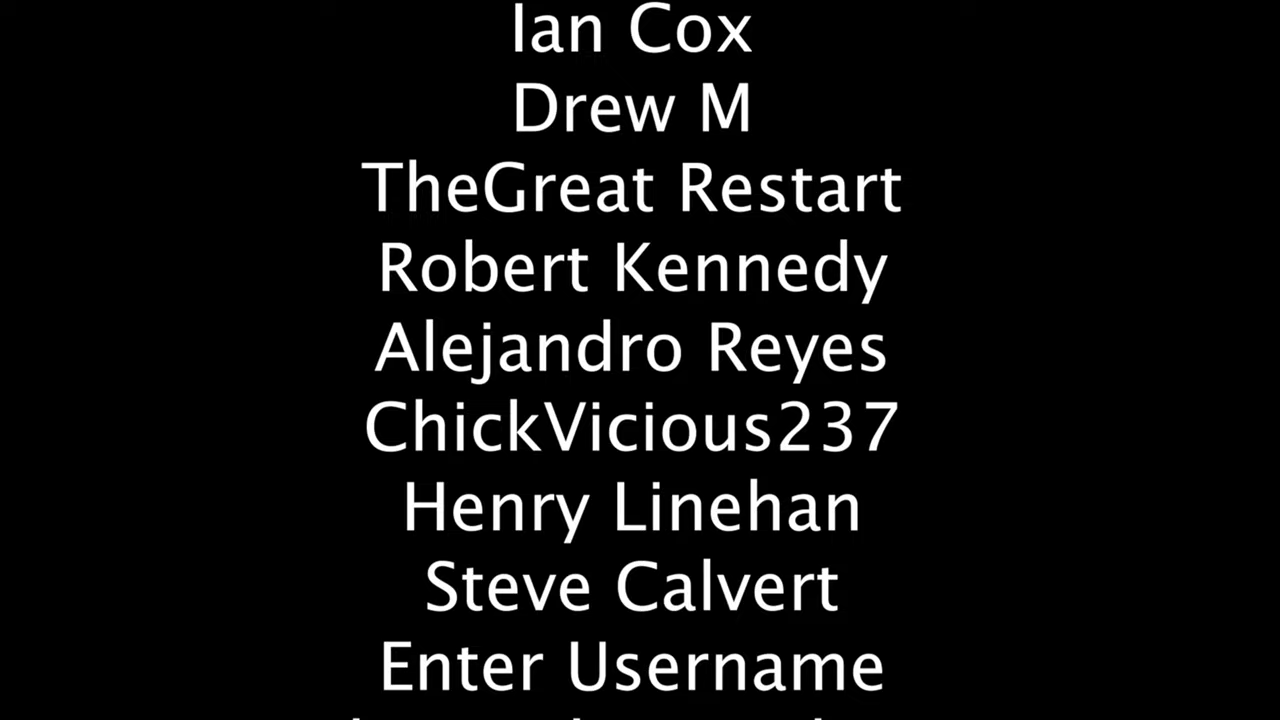 Ian Cox
Drew M
TheGreat Restart
Robert Kennedy
Alejandro Reyes
ChickVicious237
Henry Linehan
Steve Calvert
Enter Username